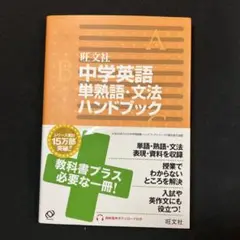 A
B
旺文社
中学英語
単熟語・文法
ハンドブック
15万部
突破!
教科書プラス
必要な一冊!
単語・熟語・文法
表現・資料を収録
授業で
わからない
ところを解決
入試や
英作文にも
役立つ!
旺文社